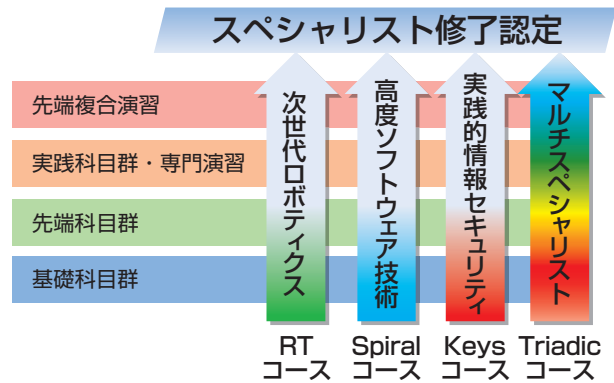 スペシャリスト修了認定
先端複合演習
実践科目群・専門演習
先端科目群
基礎科目群
次世代ロボティクス
高度ソフトウェア技術
実践的情報セキュリティ
マルチスペシャリスト
RT
コース
Spiral
コース
Keys
コース
Triadic
コース